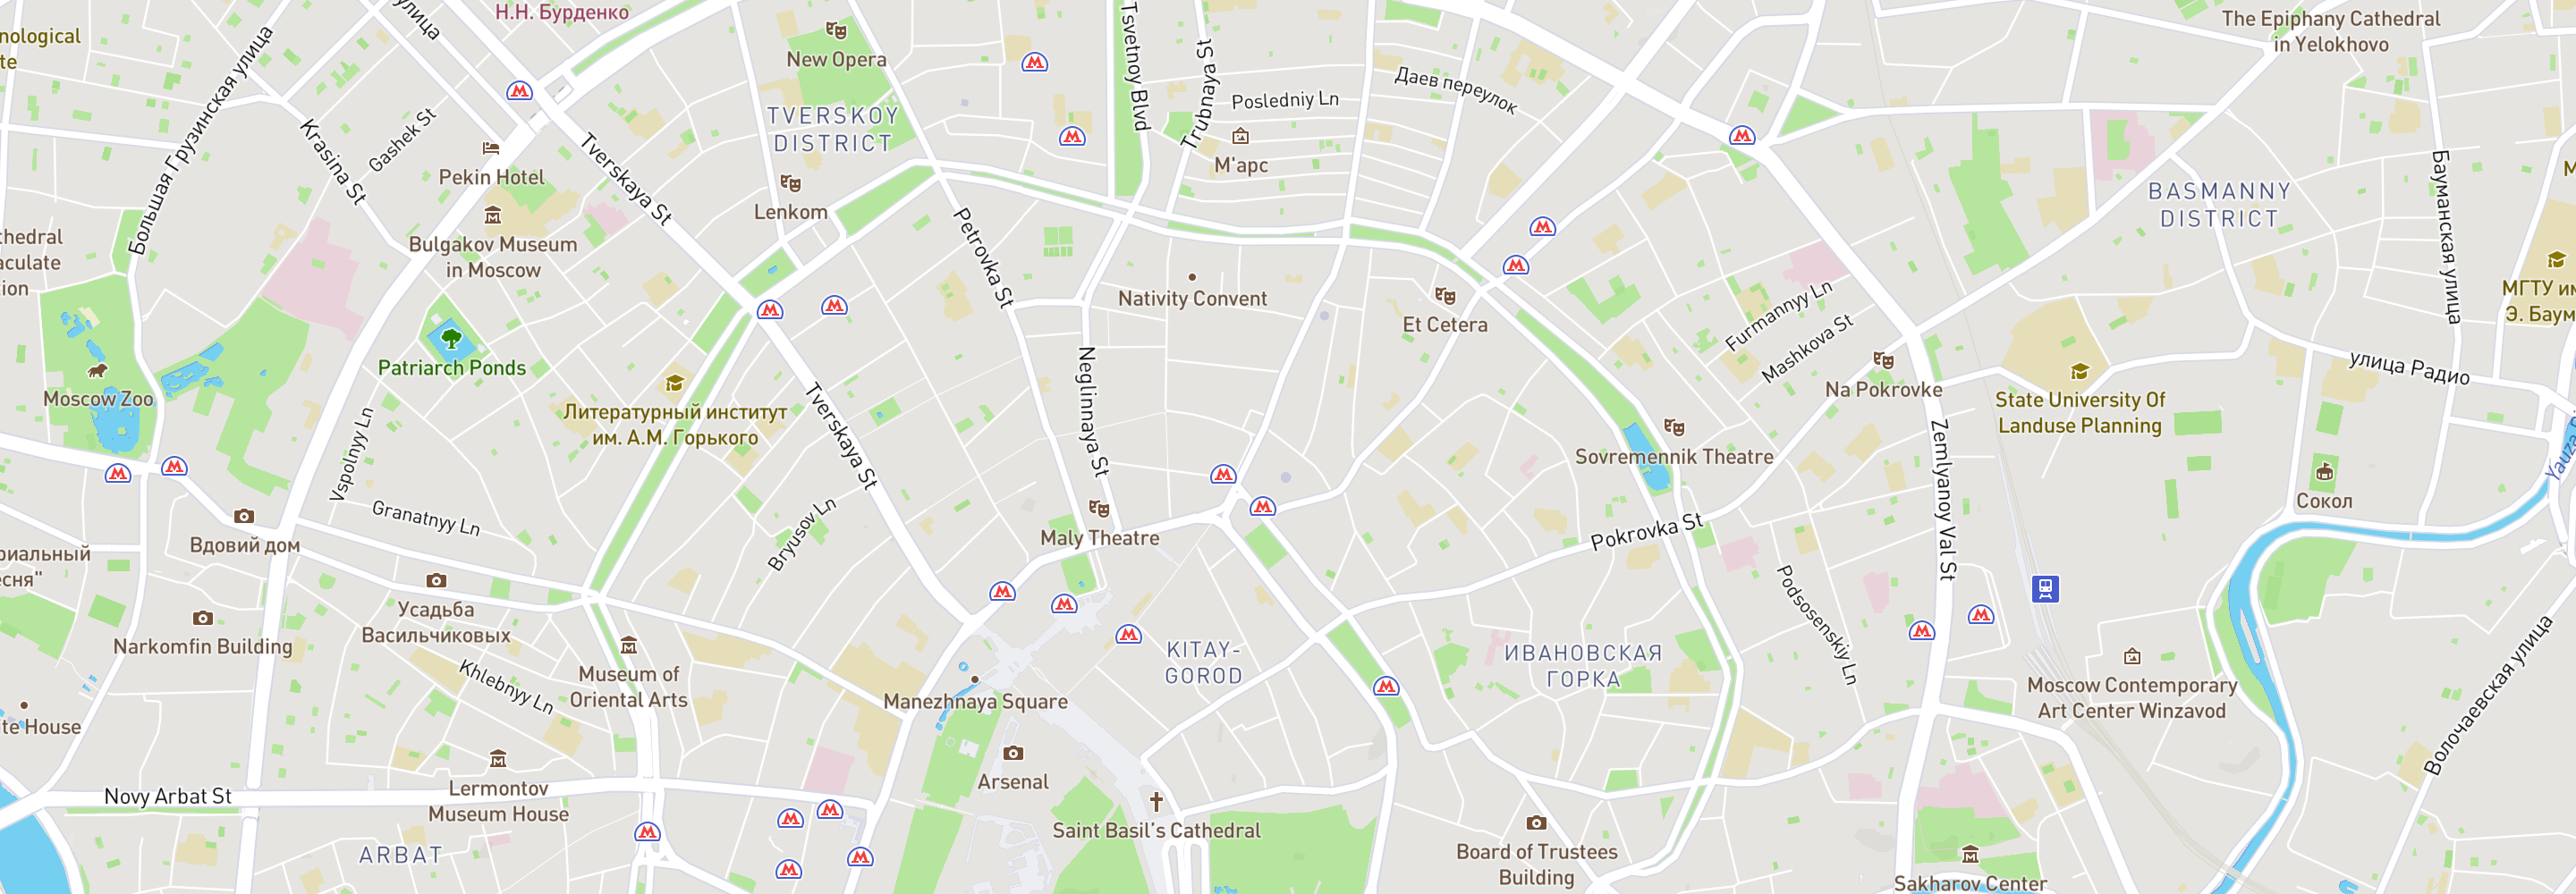 nological
te
улица
Н.Н. Бурденко
Большая Грузинская улица
Krasina St
Gashek St
Pekin Hotel
Tverskaya St
New Opera
TVERSKOY
DISTRICT
Lenkom
Tsvetnoy Blvd
Trubnaya St
Posledniy Ln
М'арс
Даев переулок
The Epiphany Cathedral
in Yelokhovo
BASMANNY
DISTRICT
Бауманская улица
М
МГТУ им
Э. Баум
thedral
aculate
ion
Bulgakov Museum
in Moscow
Petrovka St
Nativity Convent
Et Cetera
Furmannyy Ln
Mashkova St
Na Pokrovke
State University Of
Landuse Planning
улица Радио
Moscow Zoo
Patriarch Ponds
Литературный институт
им. А.М. Горького
Tverskaya St
Neglinnaya St
Vspolnyy Ln
Granatnyy Ln
Bryusov Ln
Maly Theatre
Sovremennik Theatre
Pokrovka St
Zemlyanoy Val St
Сокол
Yauza
Вдовий дом
риальный
есня"
Усадьба
Васильчиковых
Narkomfin Building
Khlebnyy Ln
Museum of
Oriental Arts
Manezhnaya Square
KITAY-
GOROD
ИВАНОВСКАЯ
ГОРКА
Podsosenskiy Ln
Moscow Contemporary
Art Center Winzavod
Волочаевская улица
ite House
Novy Arbat St
Lermontov
Museum House
Arsenal
Saint Basil's Cathedral
ARBAT
Board of Trustees
Building
Sakharov Center